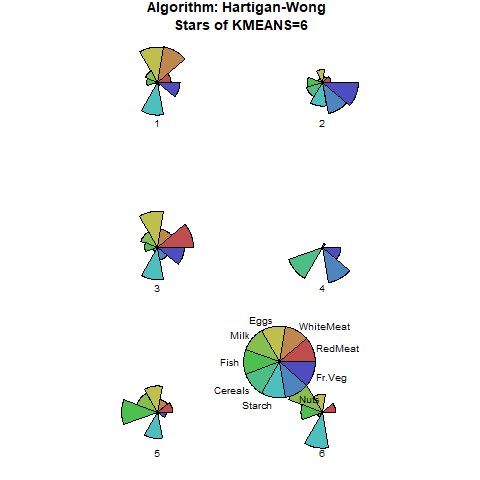 Algorithm: Hartigan-Wong
Stars of KMEANS=6
1
2
3
4
Eggs
WhiteMeat
Milk
RedMeat
Fish
Fr.Veg
Cereals
Nuts
Starch
5
6